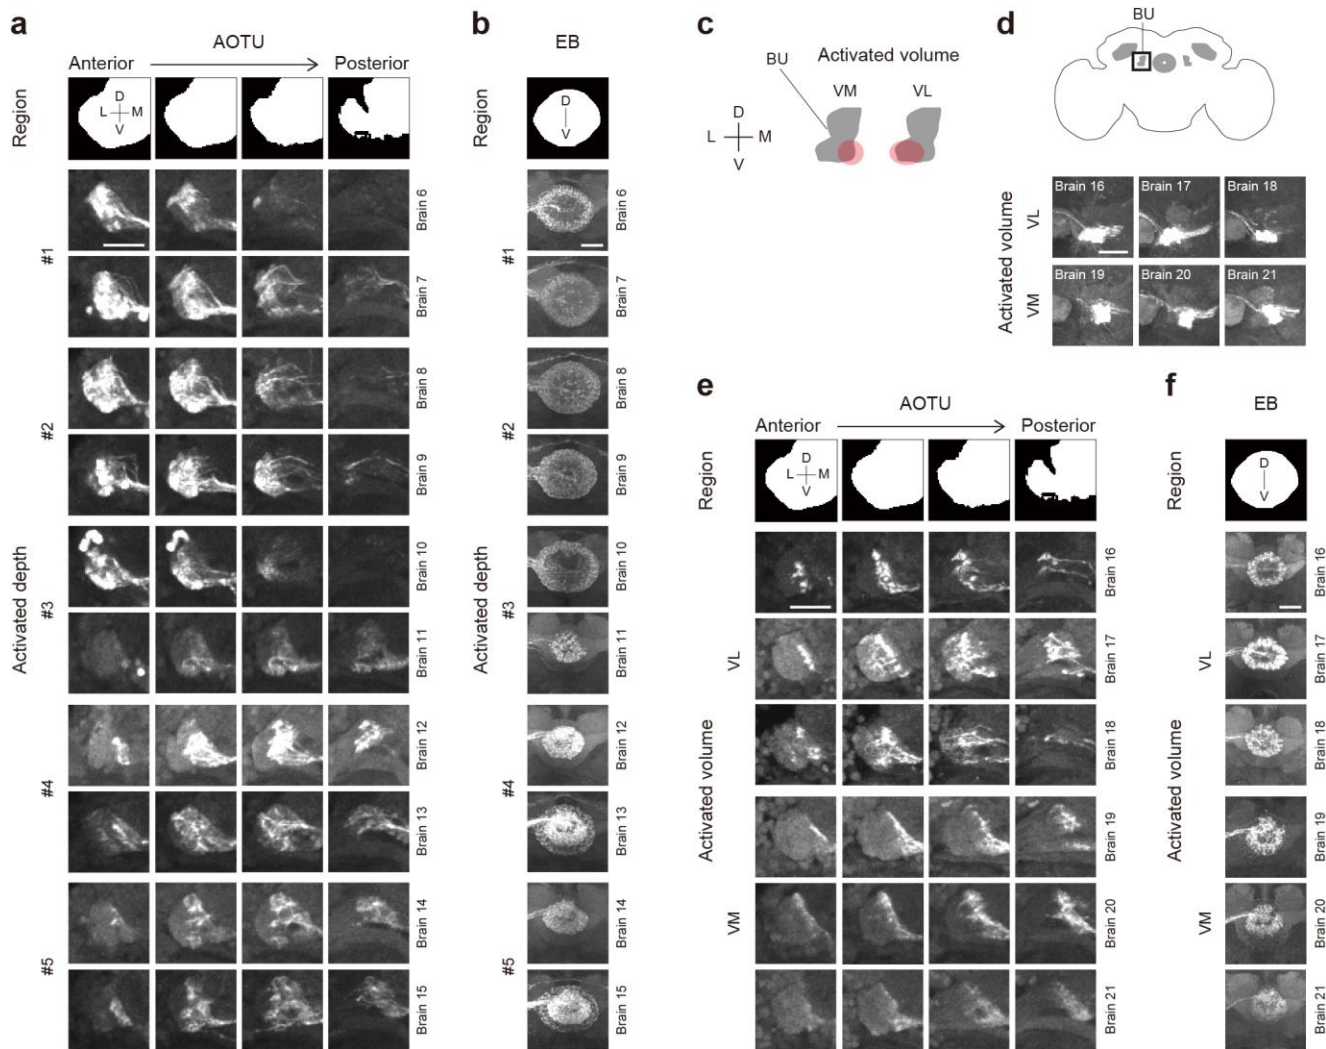 a
AOTU
Anterior
Posterior
Region
D
L
M
V
Activated depth
#1
Brain 6
Brain 7
#2
Brain 8
Brain 9
#3
Brain 10
Brain 11
#4
Brain 12
Brain 13
#5
Brain 14
Brain 15
b
EB
Region
D
V
Activated depth
#1
Brain 6
Brain 7
#2
Brain 8
Brain 9
#3
Brain 10
Brain 11
#4
Brain 12
Brain 13
#5
Brain 14
Brain 15
c
Activated volume
BU
VM
VL
D
L
M
V
d
BU
Activated volume
VL
Brain 16
Brain 17
Brain 18
VM
Brain 19
Brain 20
Brain 21
e
AOTU
Anterior
Posterior
Region
D
L
M
V
Activated volume
VL
Brain 16
Brain 17
Brain 18
VM
Brain 19
Brain 20
Brain 21
f
EB
Region
D
V
Activated volume
VL
Brain 16
Brain 17
Brain 18
VM
Brain 19
Brain 20
Brain 21